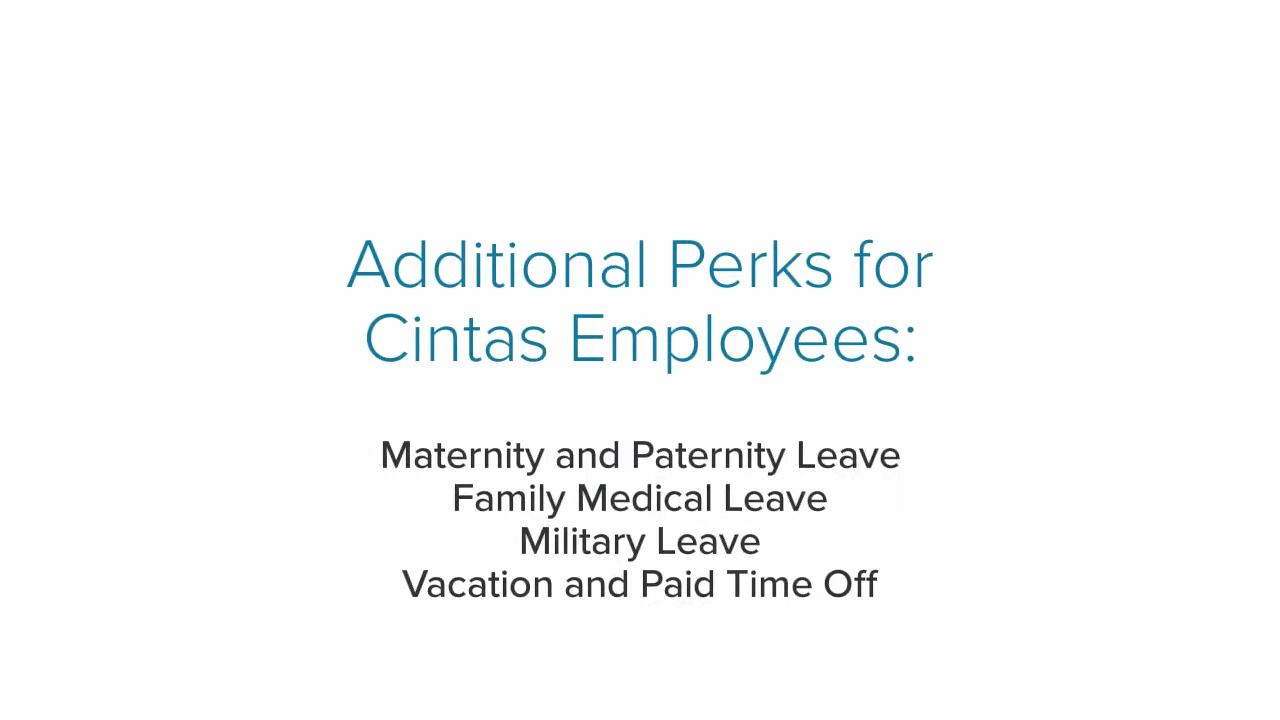 Additional Perks for
Cintas Employees:
Maternity and Paternity Leave
Family Medical Leave
Military Leave
Vacation and Paid Time Off